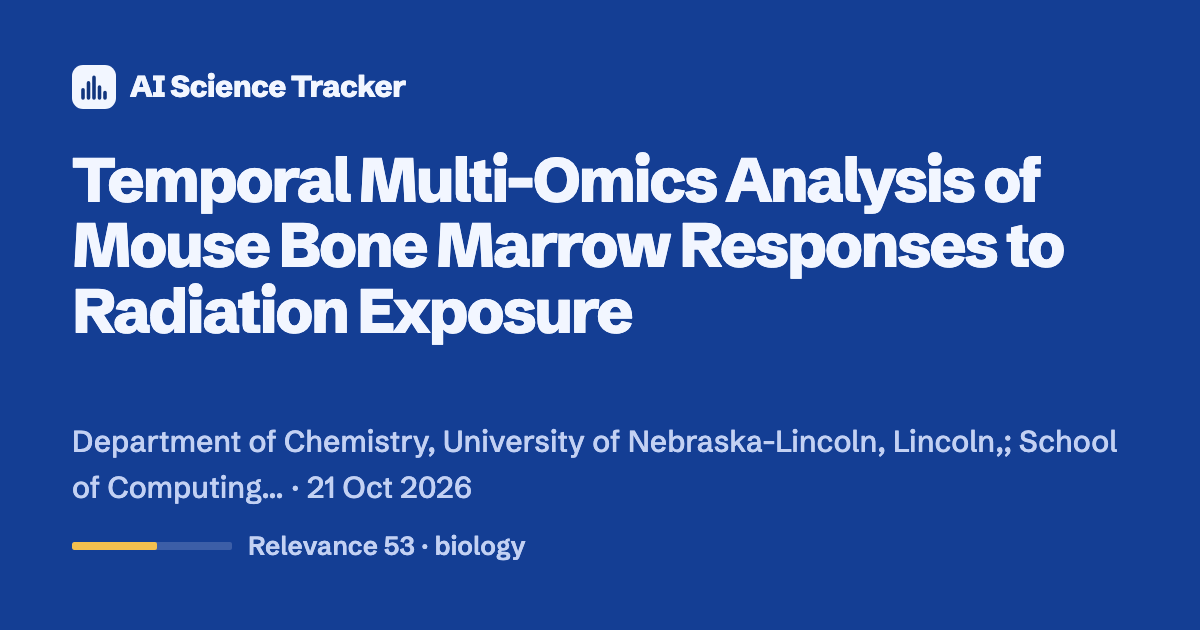 AI Science Tracker
Temporal Multi-Omics Analysis of
Mouse Bone Marrow Responses to
Radiation Exposure
Department of Chemistry, University of Nebraska-Lincoln, Lincoln,; School
of Computing... · 21 Oct 2026
Relevance 53 · biology